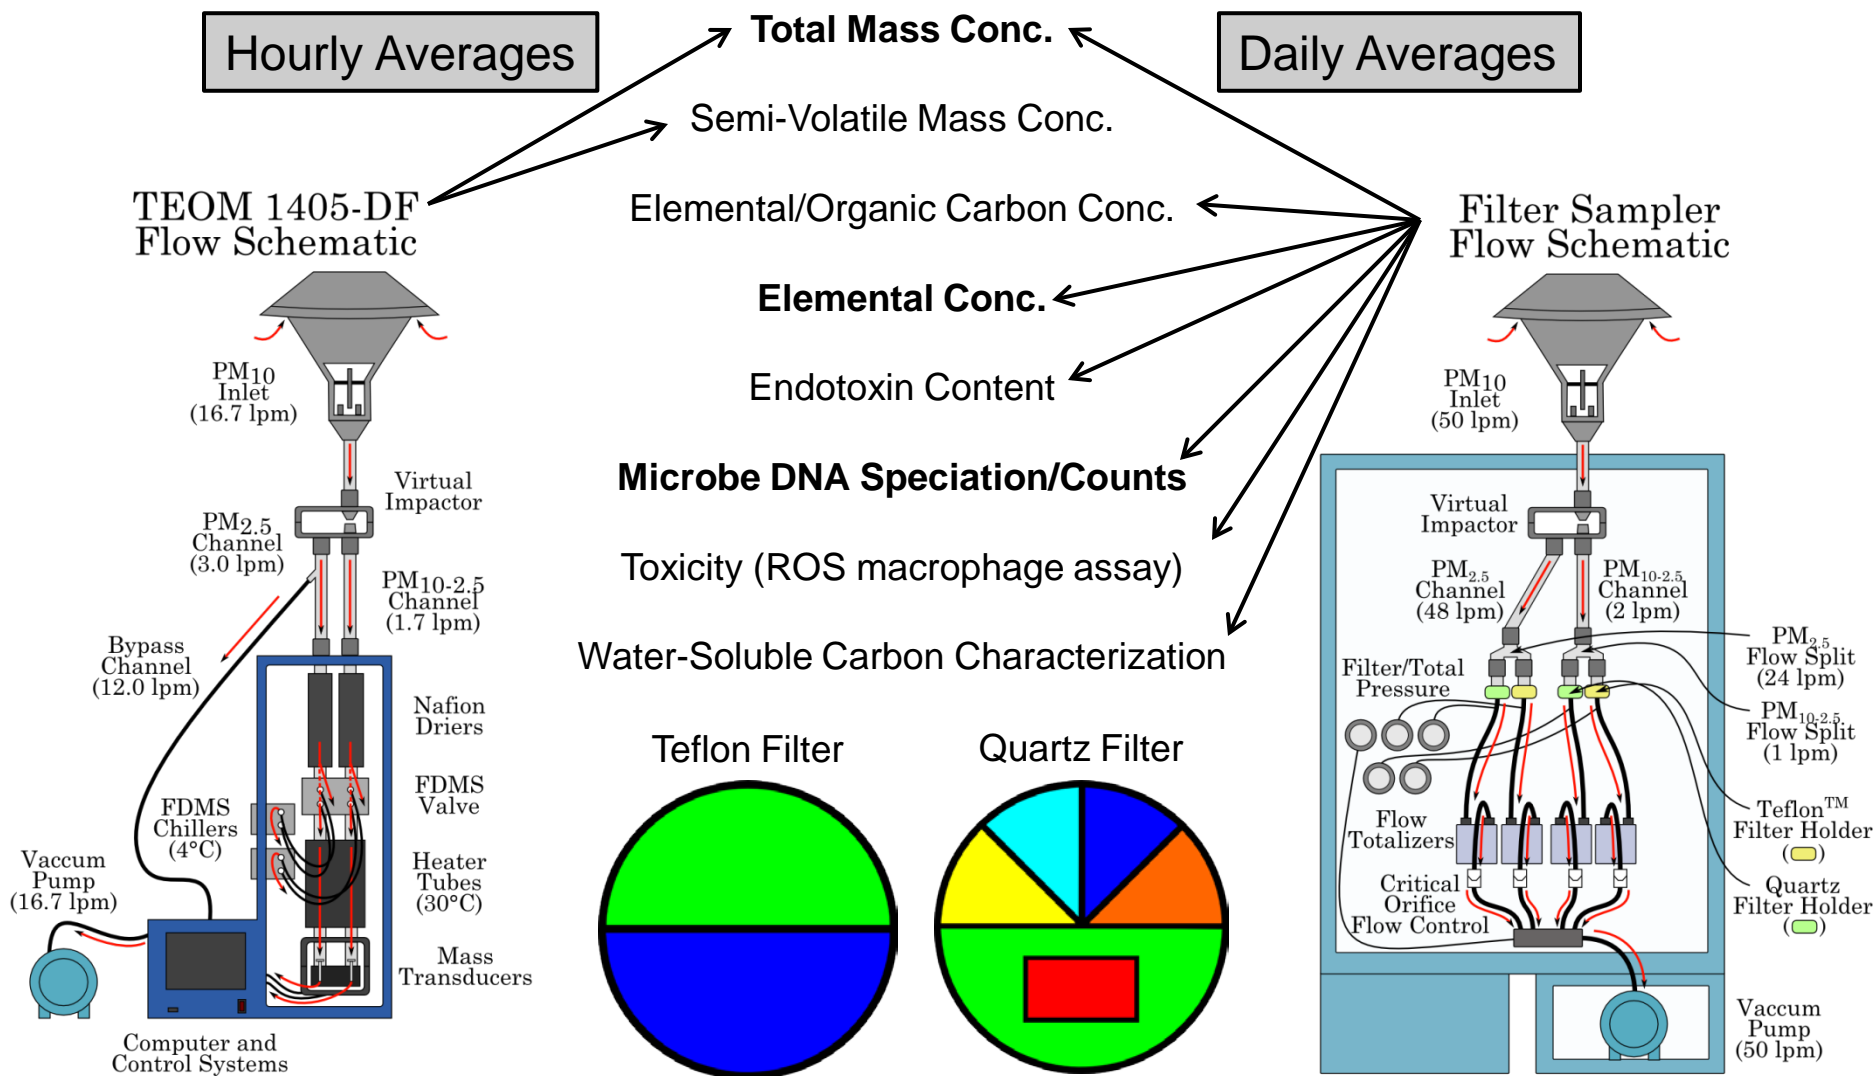 Hourly Averages
Total Mass Conc.
Daily Averages
Semi-Volatile Mass Conc.
Elemental/Organic Carbon Conc.
Elemental Conc.
Endotoxin Content
Microbe DNA Speciation/Counts
Toxicity (ROS macrophage assay)
Water-Soluble Carbon Characterization
TEOM 1405-DF
Flow Schematic
PM10
Inlet
(16.7 lpm)
Virtual
Impactor
PM2.5
Channel
(3.0 lpm)
PM10-2.5
Channel
(1.7 lpm)
Bypass
Channel
(12.0 lpm)
Nafion
Driers
FDMS
Valve
FDMS
Chillers
(4°C)
Heater
Tubes
(30°C)
Vaccum
Pump
(16.7 lpm)
Mass
Transducers
Computer and
Control Systems
Teflon Filter
Quartz Filter
Filter Sampler
Flow Schematic
PM10
Inlet
(50 lpm)
Virtual
Impactor
PM2.5
Channel
(48 lpm)
PM10-2.5
Channel
(2 lpm)
Filter/Total
Pressure
PM2.5
Flow Split
(24 lpm)
PM10-2.5
Flow Split
(1 lpm)
Flow
Totalizers
Teflon™
Filter Holder
( )
Critical
Orifice
Flow Control
Quartz
Filter Holder
( )
Vaccum
Pump
(50 lpm)